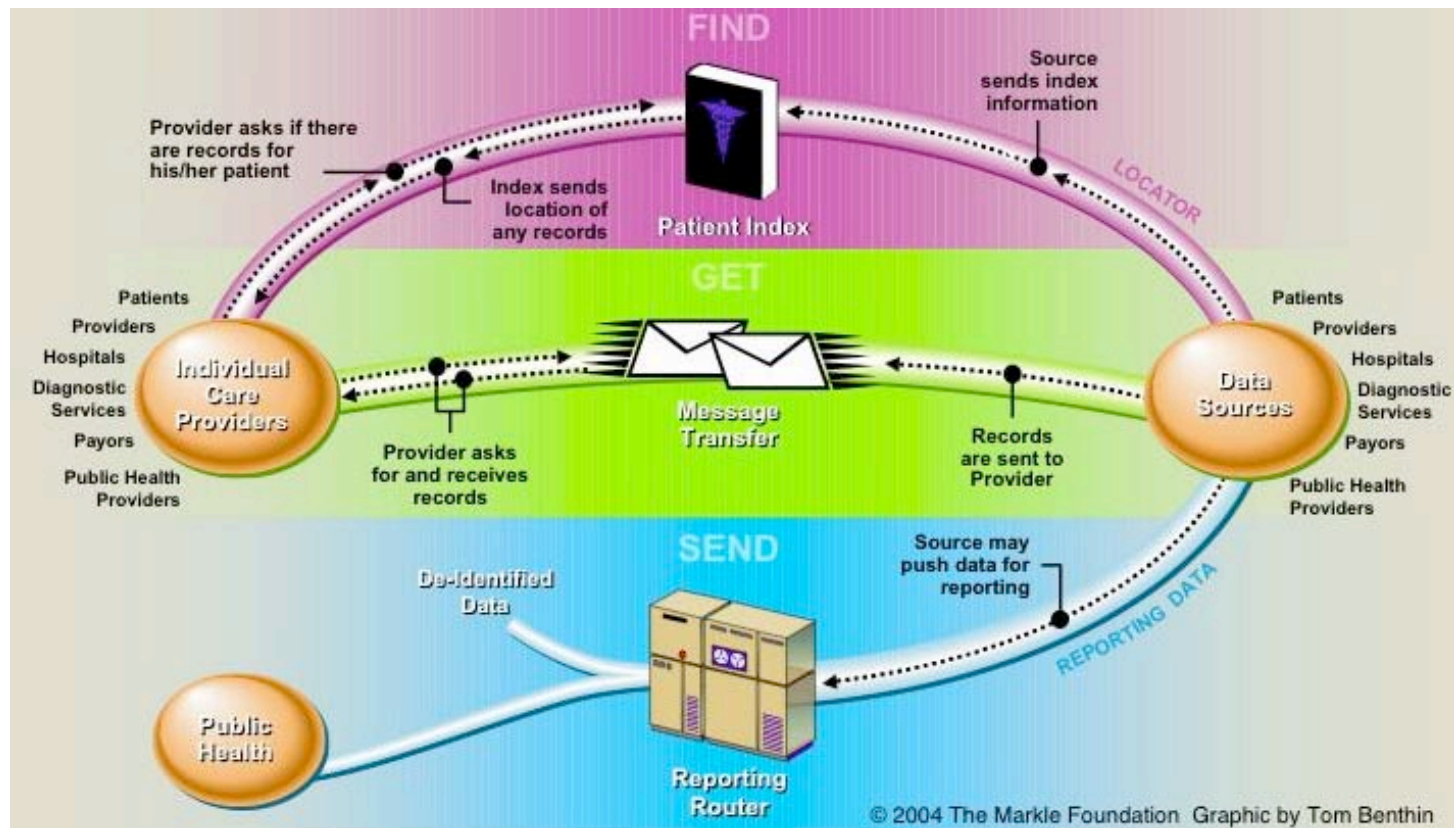 FIND
Source
sends index
information
Provider asks if there
are records for
his/her patient
Index sends
location of
any records
LOCATOR
Patient Index
GET
Patients
Providers
Hospitals
Diagnostic
Services
Payors
Public Health
Providers
Individual
Care
Providers
Provider asks
for and receives
records
Message
Transfer
Records
are sent to
Provider
Data
Sources
Patients
Providers
Hospitals
Diagnostic
Services
Payors
Public Health
Providers
SEND
De-Identified
Data
Source may
push data for
reporting
REPORTING DATA
Public
Health
Reporting
Router
© 2004 The Markle Foundation Graphic by Tom Benthin